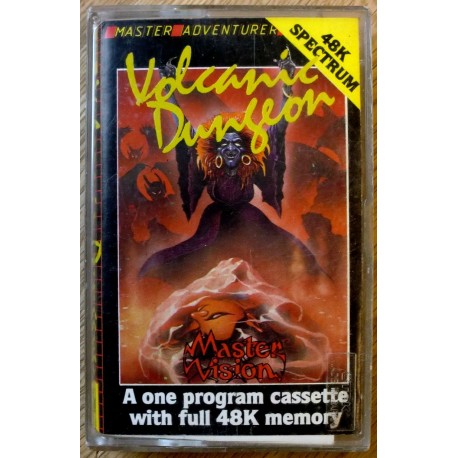 MASTER ADVENTURER
48K
SPECTRUM
Volcanic
Dungeon
Master
Vision
A one program cassette
with full 48K memory